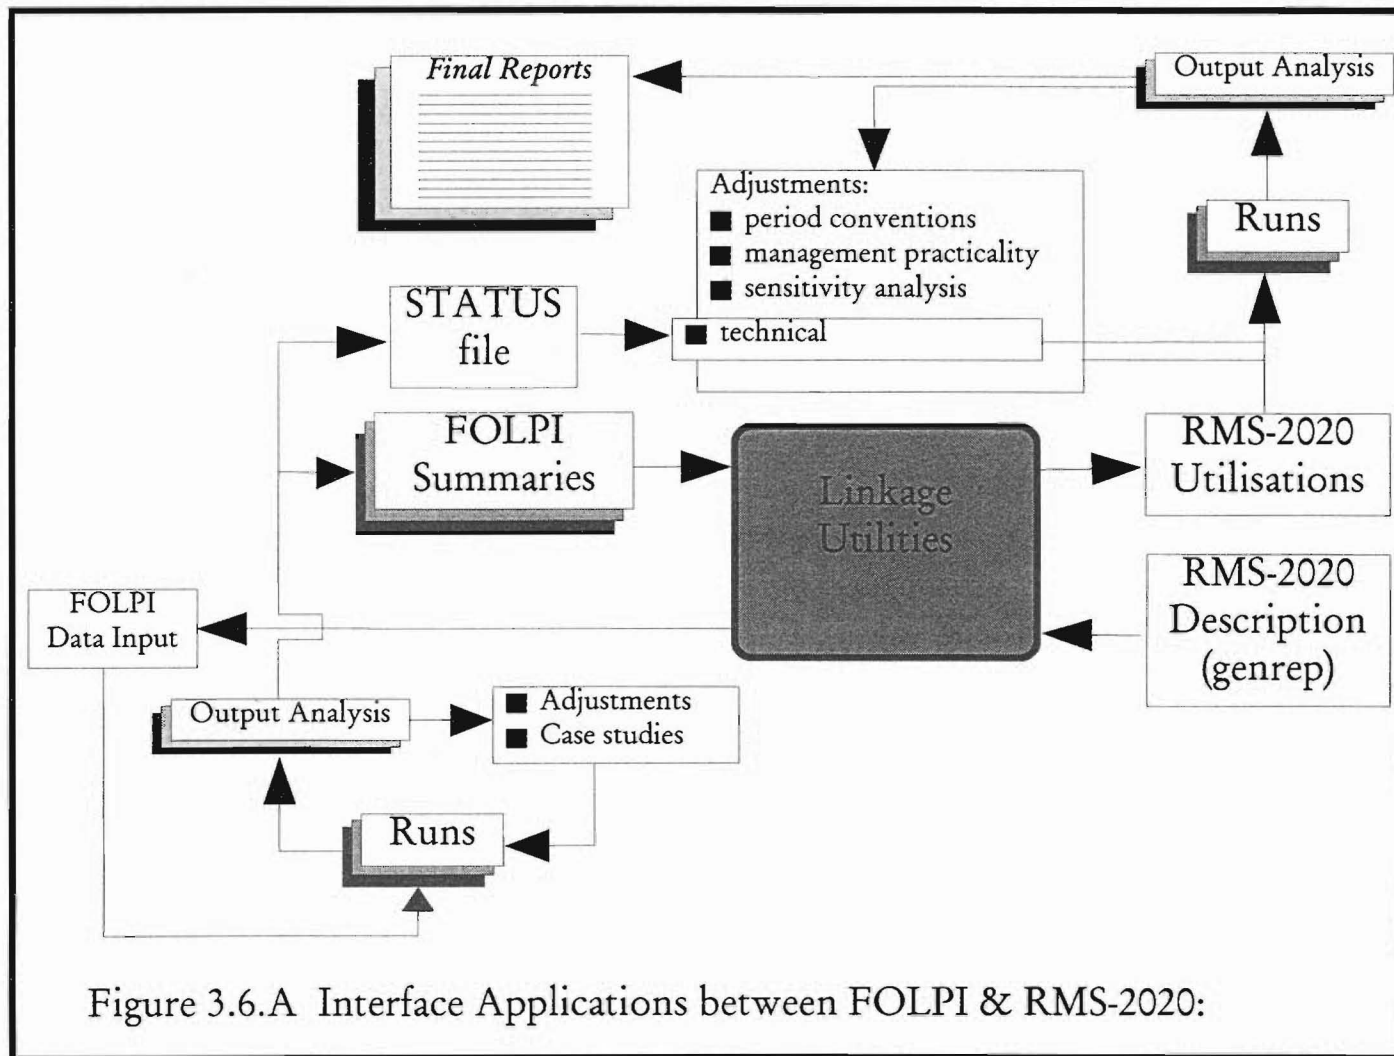 Final Reports
Output Analysis
Adjustments:
period conventions
management practicality
sensitivity analysis
technical
Runs
STATUS
file
FOLPI
Summaries
Linkage
Utilities
RMS-2020
Utilisations
RMS-2020
Description
(genrep)
FOLPI
Data Input
Output Analysis
Adjustments
Case studies
Runs
Figure 3.6.A Interface Applications between FOLPI & RMS-2020: